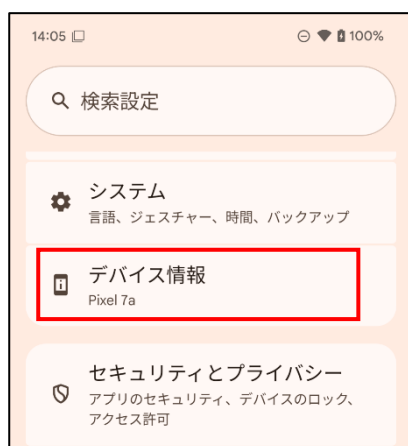 14:05 100%
検索設定
システム
言語、ジェスチャー、時間、バックアップ
デバイス情報
Pixel 7a
セキュリティとプライバシー
アプリのセキュリティ、デバイスのロック、
アクセス許可